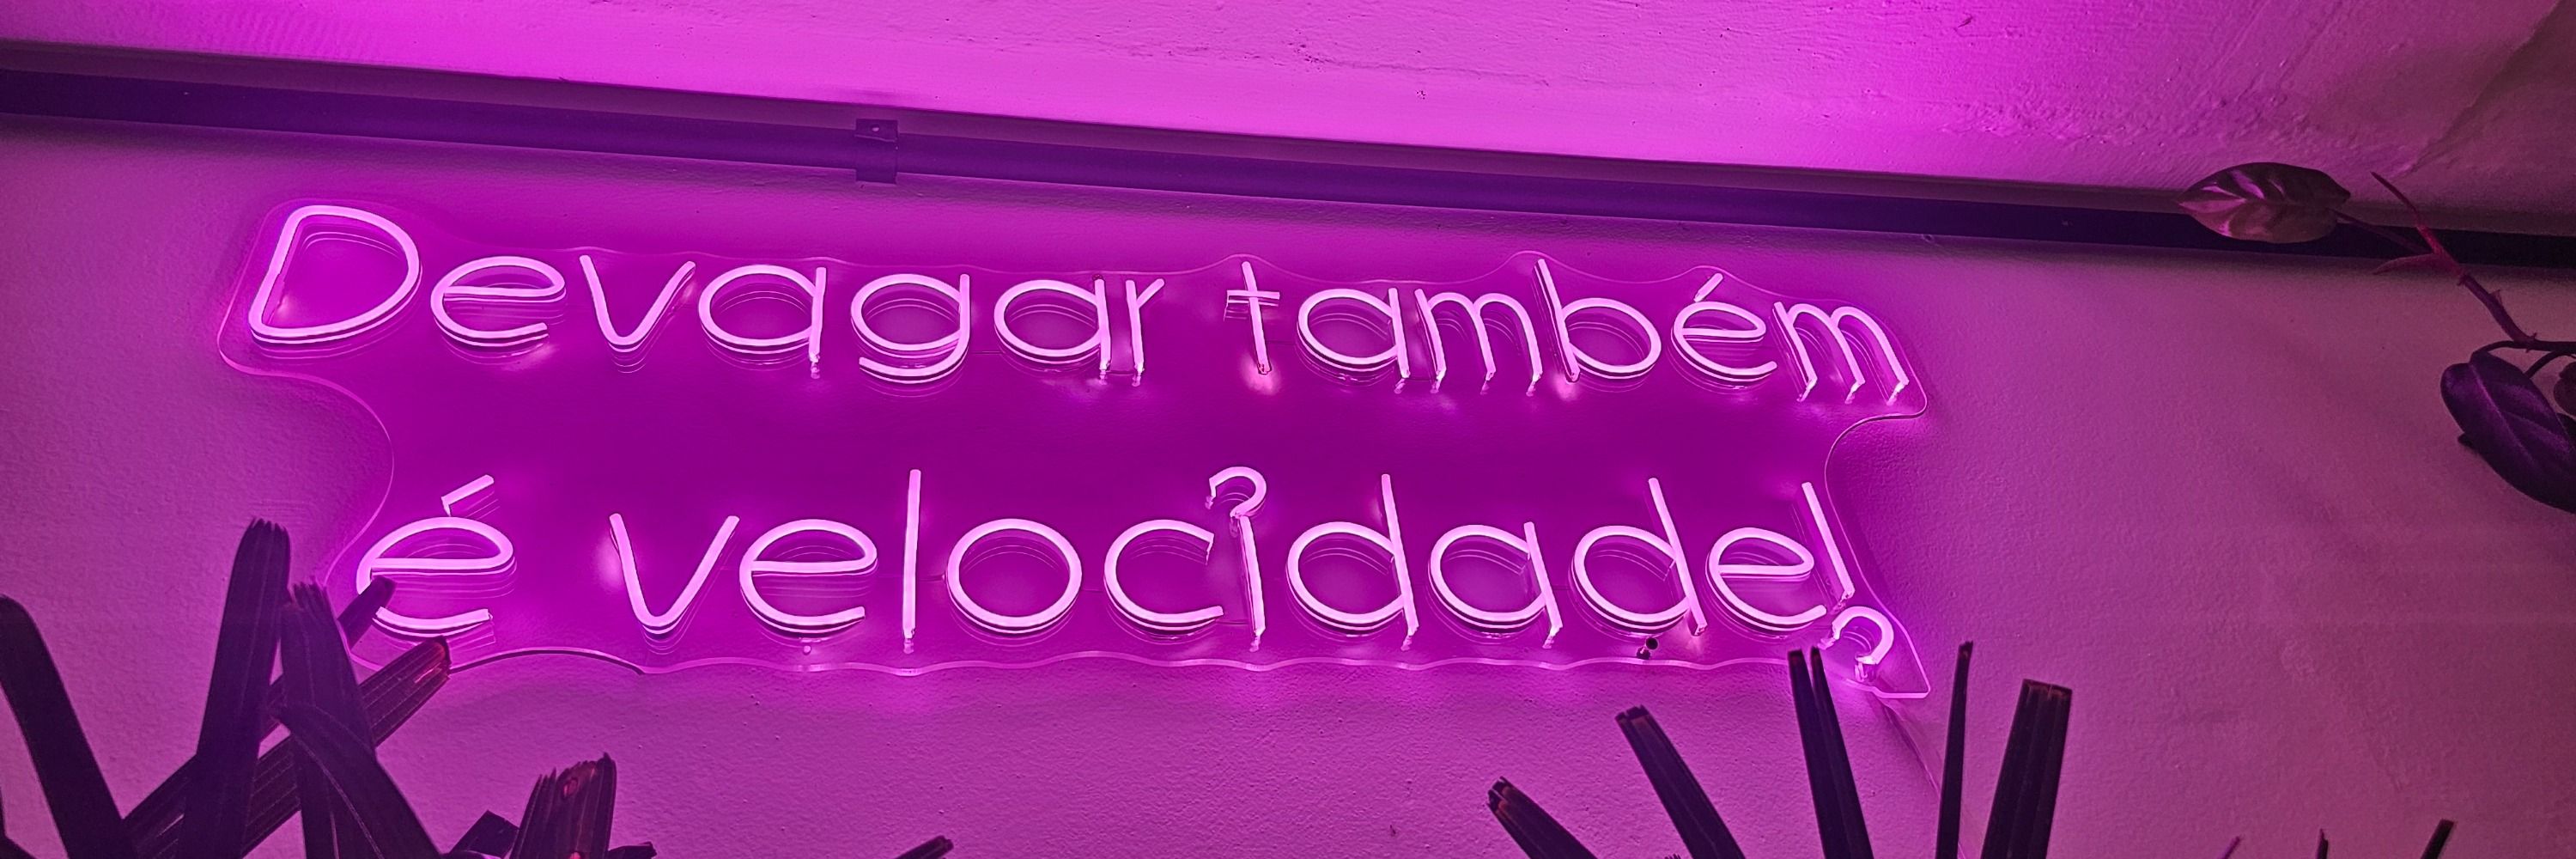 Devagar também
é velocidade!